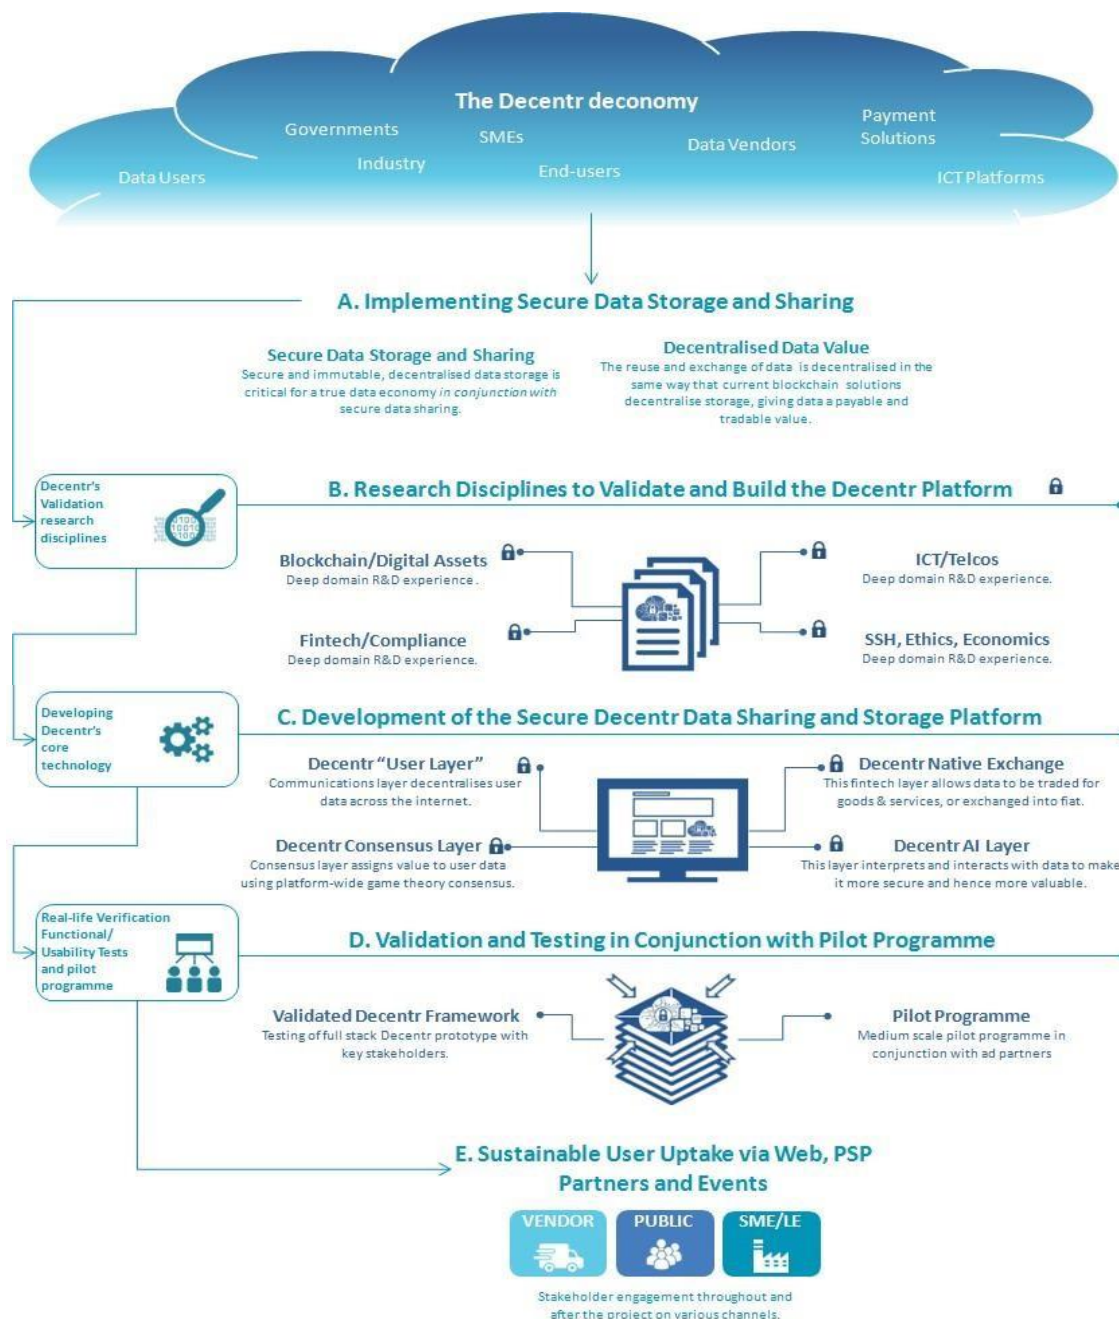 The Decentr deconomy
Governments
SMEs
Payment
Solutions
Industry
End-users
Data Vendors
Data Users
ICT Platforms
A. Implementing Secure Data Storage and Sharing
Secure Data Storage and Sharing
Secure and immutable, decentralised data storage is
critical for a true data economy in conjunction with
secure data sharing.
Decentralised Data Value
The reuse and exchange of data is decentralised in the
same way that current blockchain solutions
decentralise storage, giving data a payable and
tradable value.
Decentr's
Validation
research
disciplines
B. Research Disciplines to Validate and Build the Decentr Platform
Blockchain/Digital Assets
Deep domain R&D experience .
ICT/Telcos
Deep domain R&D experience.
Fintech/Compliance
Deep domain R&D experience.
SSH, Ethics, Economics
Deep domain R&D experience.
Developing
Decentr's
core
technology
C. Development of the Secure Decentr Data Sharing and Storage Platform
Decentr “User Layer”
Communications layer decentralises user
data across the internet.
Decentr Native Exchange
This fintech layer allows data to be traded for
goods & services, or exchanged into fiat.
Decentr Consensus Layer
Consensus layer assigns value to user data
using platform-wide game theory consensus.
Decentr AI Layer
This layer interprets and interacts with data to make
it more secure and hence more valuable.
Real-life Verification
Functional/
Usability Tests
and pilot
programme
D. Validation and Testing in Conjunction with Pilot Programme
Validated Decentr Framework
Testing of full stack Decentr prototype with
key stakeholders.
Pilot Programme
Medium scale pilot programme in
conjunction with ad partners
E. Sustainable User Uptake via Web, PSP
Partners and Events
VENDOR
PUBLIC
SME/LE
Stakeholder engagement throughout and
after the project on various channels.